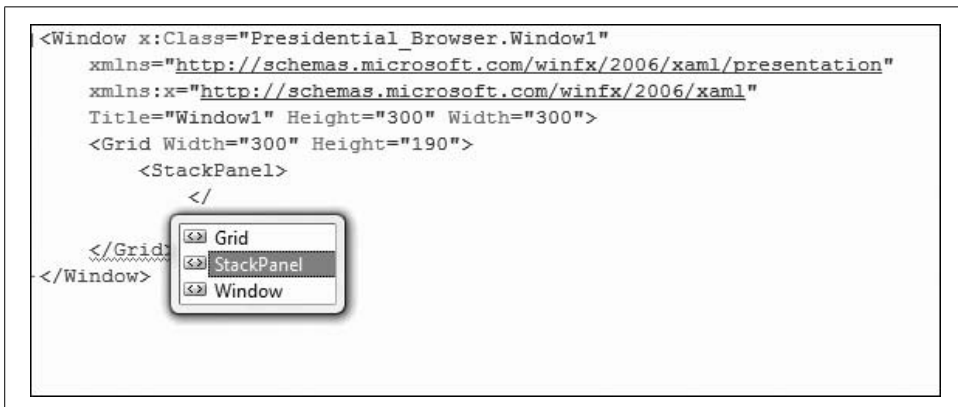 <Window x:Class="Presidential_Browser.Window1"
xmlns="http://schemas.microsoft.com/winfx/2006/xaml/presentation"
xmlns:x="http://schemas.microsoft.com/winfx/2006/xaml"
Title="Window1" Height="300" Width="300">
<Grid Width="300" Height="190">
<StackPanel>
</
Grid
</Grid>
StackPanel
</Window>
Window